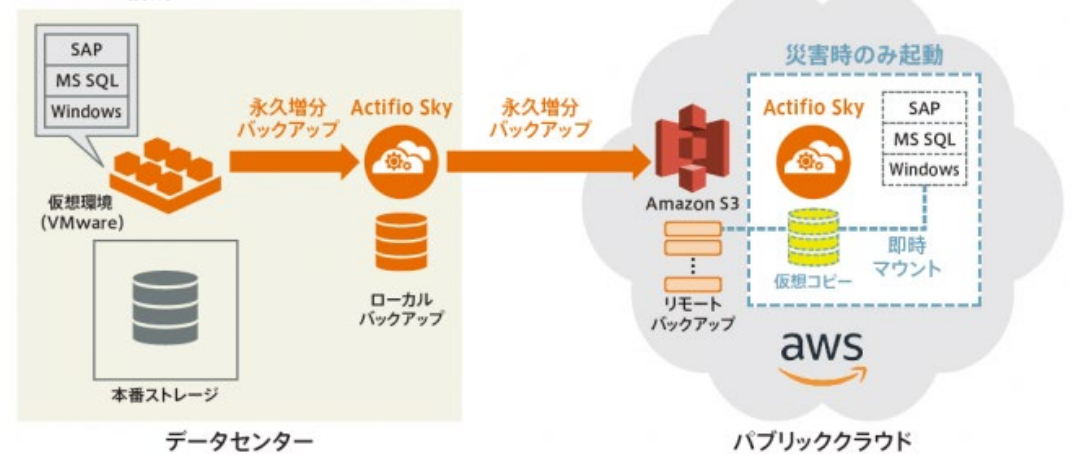 SAP
MS SQL
Windows
仮想環境
(VMware)
本番ストレージ
永久増分
バックアップ
Actifio Sky
ローカル
バックアップ
データセンター
永久増分
バックアップ
Amazon S3
リモート
バックアップ
災害時のみ起動
Actifio Sky
仮想コピー
SAP
MS SQL
Windows
即時
マウント
aws
パブリッククラウド